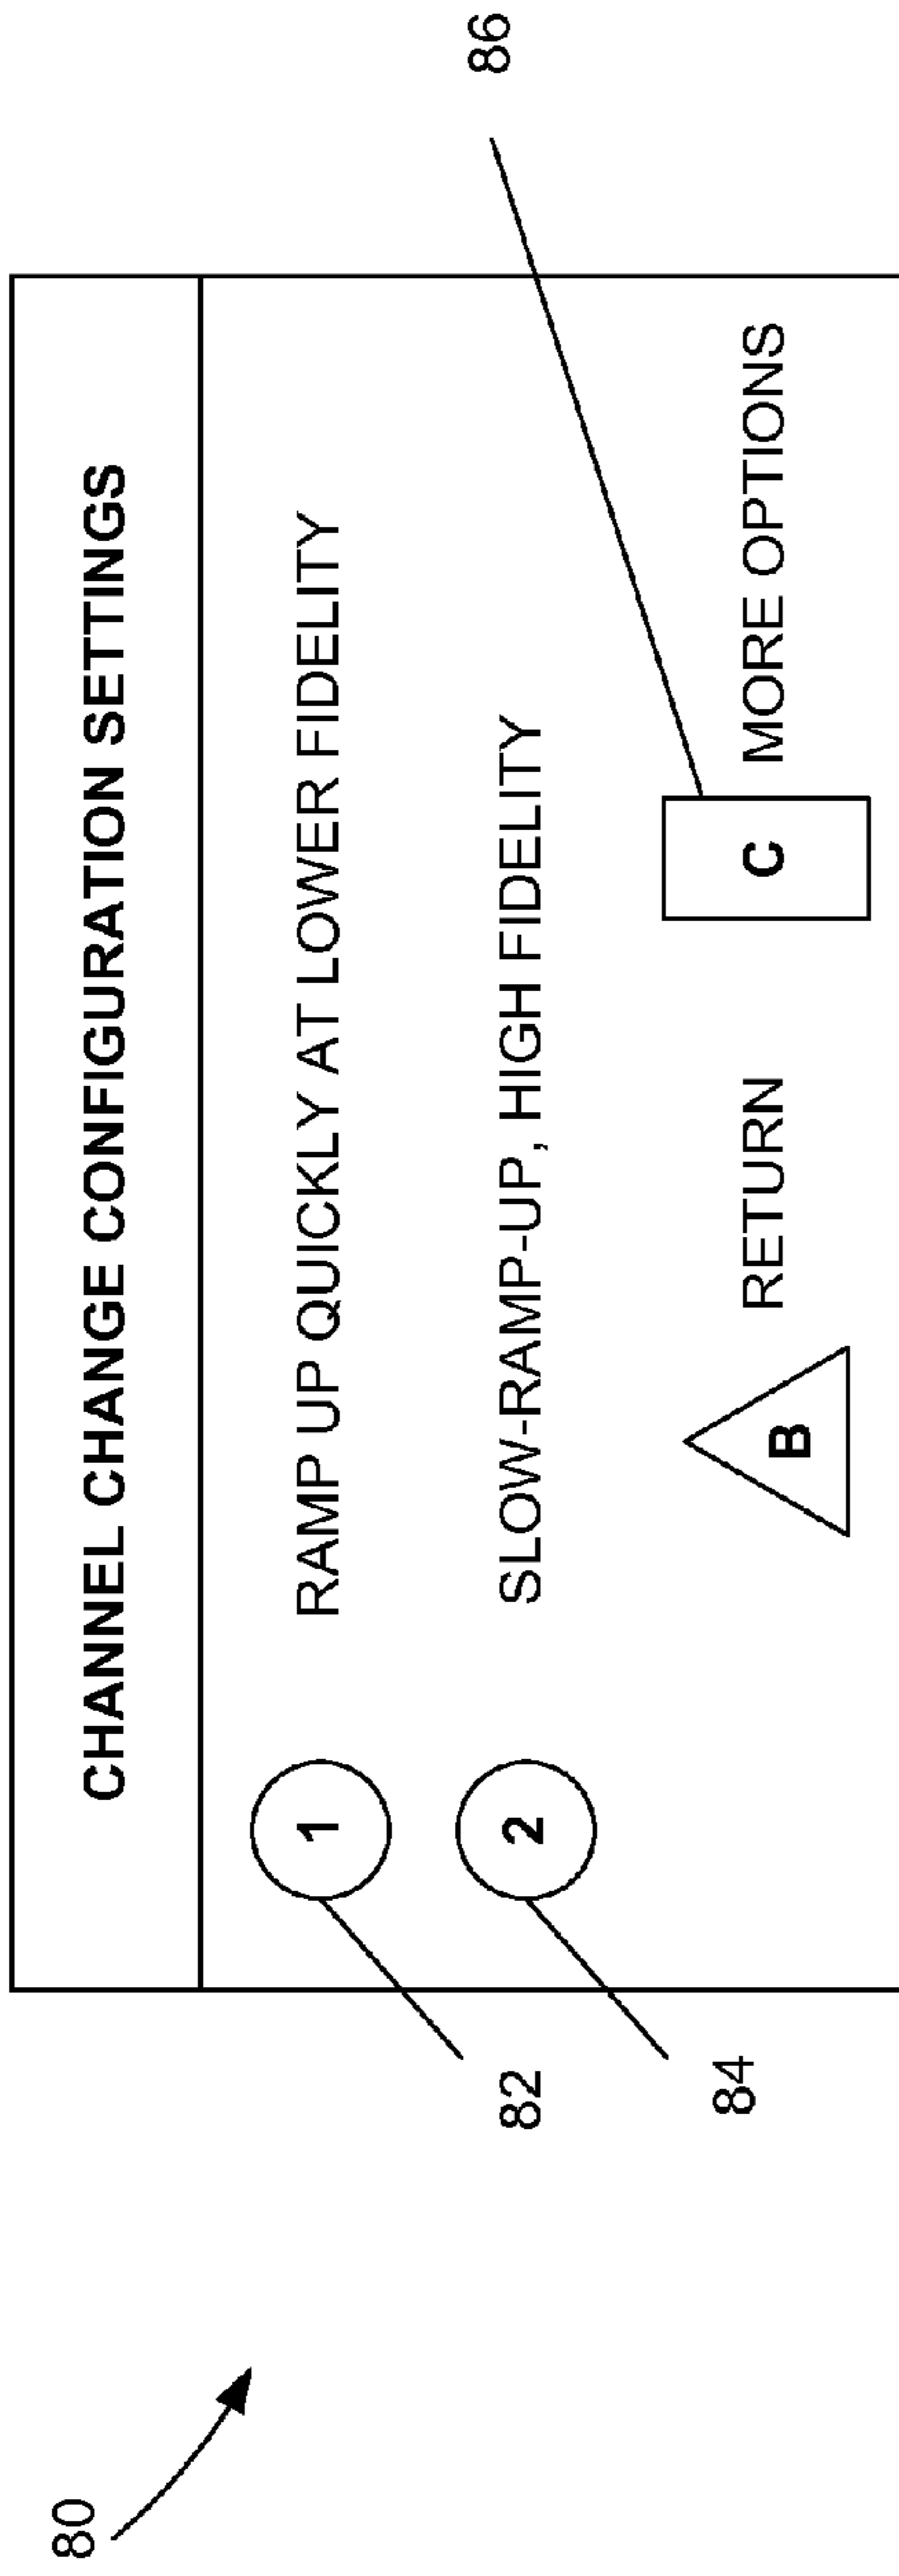 80
CHANNEL CHANGE CONFIGURATION SETTINGS
1 RAMP UP QUICKLY AT LOWER FIDELITY
82
2 SLOW-RAMP-UP, HIGH FIDELITY
84
86
B RETURN C MORE OPTIONS